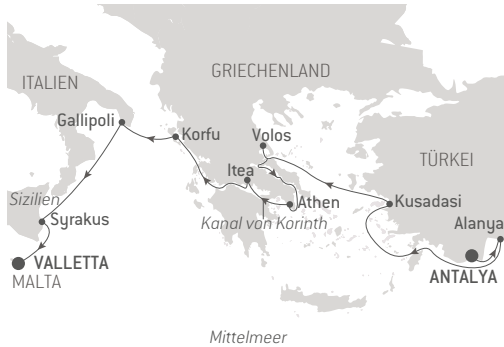 ITALIEN
GRIECHENLAND
Gallipoli
Korfu
Volos
TÜRKEI
Itea
Sizilien
Athen
Kusadasi
Syrakus
Kanal von Korinth
Alanya
VALLETTA
MALTA
ANTALYA
Mittelmeer